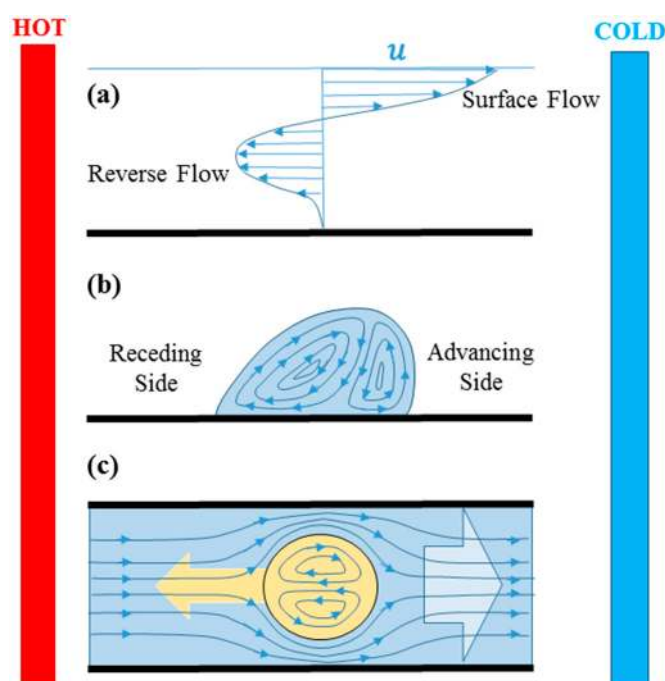 HOT
COLD
u
(a)
Surface Flow
Reverse Flow
(b)
Receding
Side
Advancing
Side
(c)